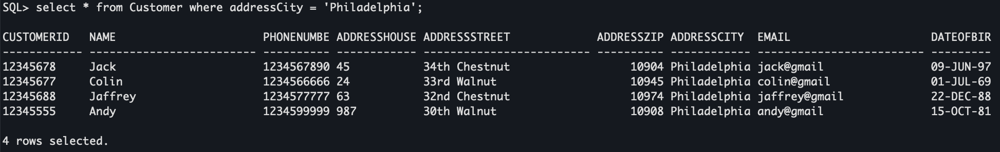 SQL> select * from Customer where addressCity = 'Philadelphia';
CUSTOMERID   NAME                      PHONENUMBE ADDRESSHOUSE ADDRESSSTREET             ADDRESSZIP ADDRESSCITY  EMAIL                     DATEOFBIR
------------ ------------------------- ---------- ------------ ------------------------- ---------- ------------ ------------------------- ---------
12345678     Jack                      1234567890 45           34th Chestnut                  10904 Philadelphia jack@gmail                09-JUN-97
12345677     Colin                     1234566666 24           33rd Walnut                    10945 Philadelphia colin@gmail               01-JUL-69
12345688     Jaffrey                   1234577777 63           32nd Chestnut                  10974 Philadelphia jaffrey@gmail             22-DEC-88
12345555     Andy                      1234599999 987          30th Walnut                    10908 Philadelphia andy@gmail                15-OCT-81
4 rows selected.